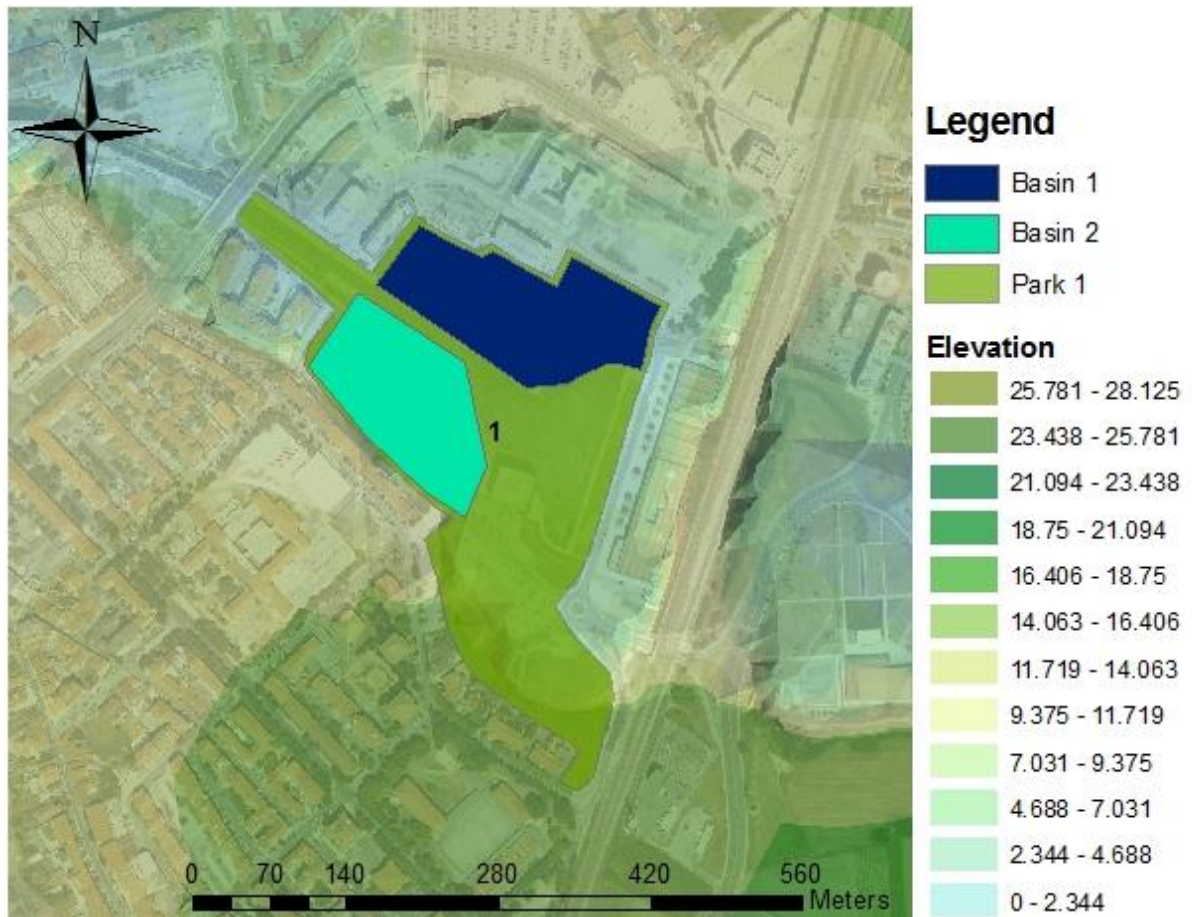 N
1
0 70 140 280 420 560
Meters
Legend
Basin 1
Basin 2
Park 1
Elevation
25.781 - 28.125
23.438 - 25.781
21.094 - 23.438
18.75 - 21.094
16.406 - 18.75
14.063 - 16.406
11.719 - 14.063
9.375 - 11.719
7.031 - 9.375
4.688 - 7.031
2.344 - 4.688
0 - 2.344